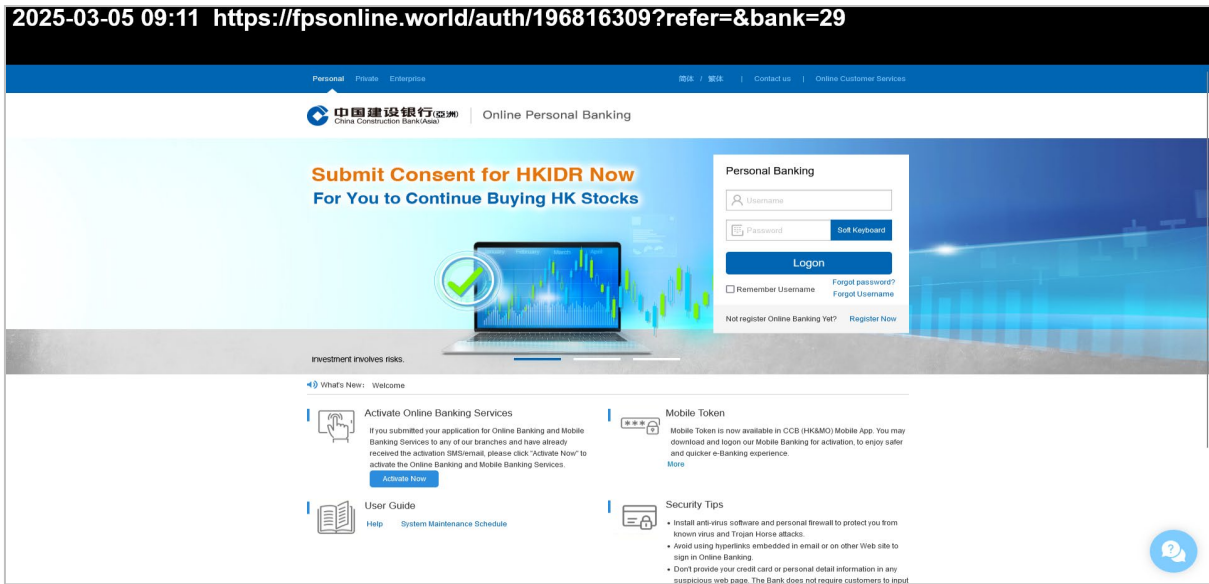 2025-03-05 09:11 https://fpsonline.world/auth/196816309?refer=&bank=29
Personal Private Enterprise 简体 / 繁体 | Contact us | Online Customer Services
中国建设银行(亞洲)
China Construction Bank(Asia)
Online Personal Banking
Submit Consent for HKIDR Now
For You to Continue Buying HK Stocks
Investment involves risks.
Personal Banking
Username
Password Soft Keyboard
Logon
Remember Username
Forgot password?
Forgot Username
Not register Online Banking Yet? Register Now
What's New: Welcome
Activate Online Banking Services
If you submitted your application for Online Banking and Mobile
Banking Services to any of our branches and have already
received the activation SMS/email, please click "Activate Now" to
activate the Online Banking and Mobile Banking Services.
Activate Now
Mobile Token
Mobile Token is now available in CCB (HK&MO) Mobile App. You may
download and logon our Mobile Banking for activation, to enjoy safer
and quicker e-Banking experience.
More
User Guide
Help System Maintenance Schedule
Security Tips
• Install anti-virus software and personal firewall to protect you from
known virus and Trojan Horse attacks.
• Avoid using hyperlinks embedded in email or on other Web site to
sign in Online Banking.
• Don't provide your credit card or personal detail information in any
suspicious web page. The Bank does not require customers to input